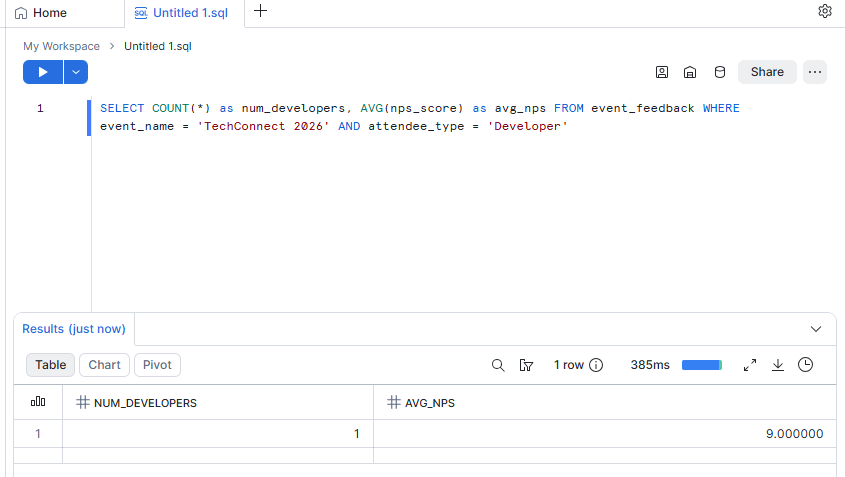 Home
SQL Untitled 1.sql
My Workspace > Untitled 1.sql
Share
1 SELECT COUNT(*) as num_developers, AVG(nps_score) as avg_nps FROM event_feedback WHERE
event_name = 'TechConnect 2026' AND attendee_type = 'Developer'
Results (just now)
Table Chart Pivot 1 row 385ms
NUM_DEVELOPERS AVG_NPS
1 1 9.000000